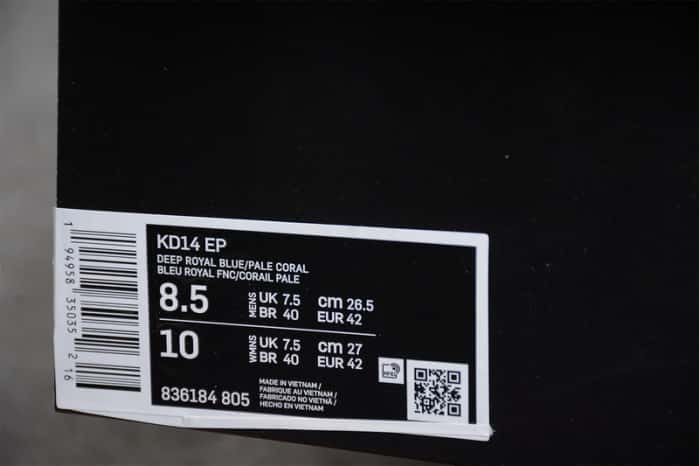 KD14 EP
DEEP ROYAL BLUE/PALE CORAL
BLEU ROYAL FNC/CORAIL PALE
8.5 MENS UK 7.5 cm 26.5
BR 40 EUR 42
10 WMNS UK 7.5 cm 27
BR 40 EUR 42
836184 805
MADE IN VIETNAM /
FABRIQUE AU VIETNAM /
FABRICADO NO VIETNÃ /
HECHO EN VIETNAM
1 94958 35035 2 16